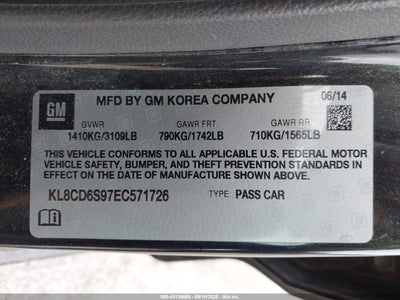 MFD BY GM KOREA COMPANY 06/14
GM
GVWR GAWR FRT. GAWR RR.
1410KG/3109LB 790KG/1742LB 710KG/1565LB
THIS VEHICLE CONFORMS TO ALL APPLICABLE U.S. FEDERAL MOTOR
VEHICLE SAFETY, BUMPER, AND THEFT PREVENTION STANDARDS IN
EFFECT ON THE DATE OF MANUFACTURE SHOWN ABOVE.
KL8CD6S97EC571726 TYPE: PASS CAR